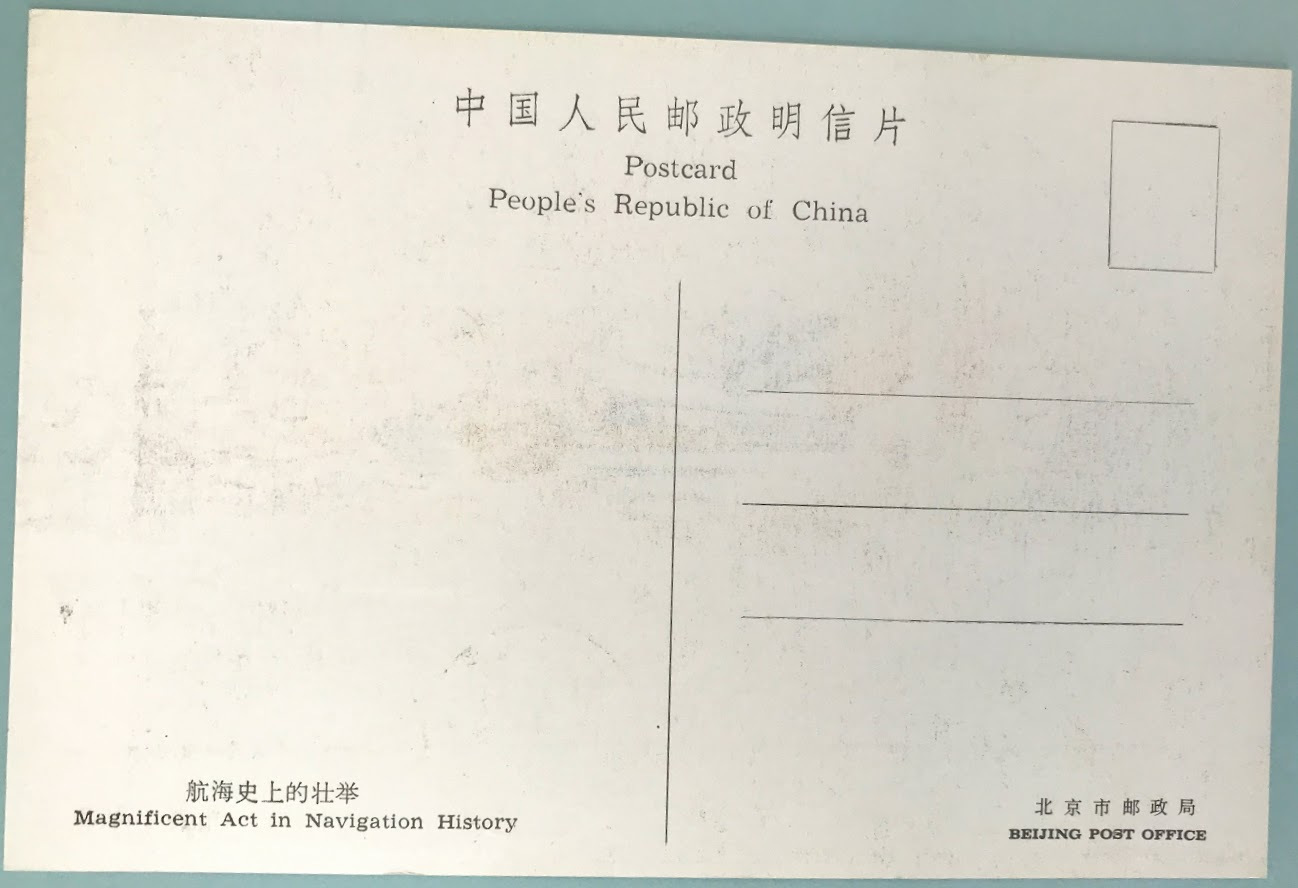 中国人民邮政明信片
Postcard
People's Republic of China
航海史上的壮举
Magnificent Act in Navigation History
北京市邮政局
BEIJING POST OFFICE